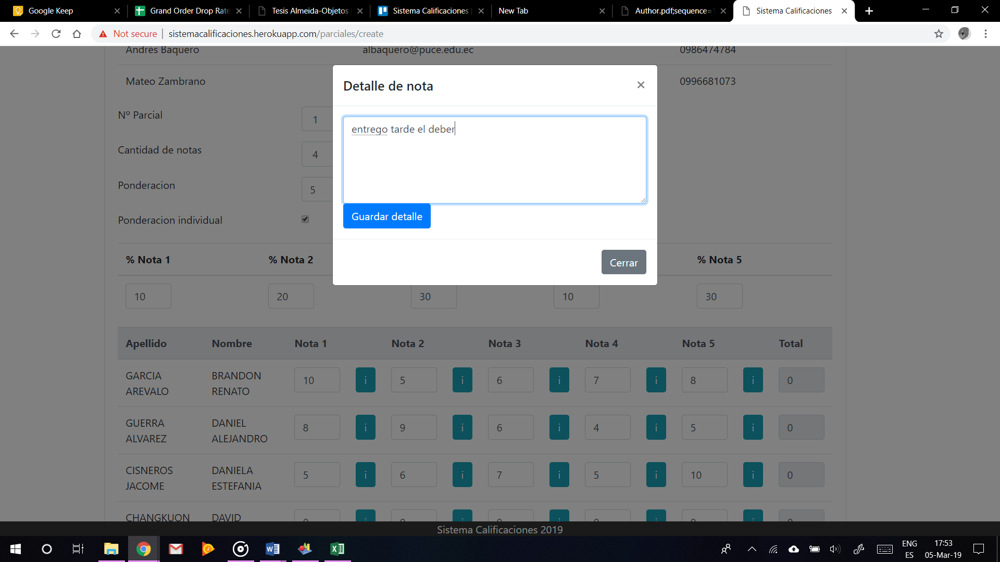 Google Keep
Grand Order Drop Rate
Tesis Almeida-Objetos
Sistema Calificaciones
New Tab
Author.pdf;sequence=
Sistema Calificaciones
Not secure | sistemacalificaciones.herokuapp.com/parciales/create
Andrés Baquero albaquero@puce.edu.ec 0986474784
Mateo Zambrano 0996681073
Detalle de nota ×
entrego tarde el deber
Guardar detalle
Cerrar
Nº Parcial 1
Cantidad de notas 4
Ponderacion 5
Ponderacion individual
% Nota 1 % Nota 2 % Nota 5
10 20 30 10 30
Apellido Nombre Nota 1 Nota 2 Nota 3 Nota 4 Nota 5 Total
GARCIA AREVALO BRANDON RENATO 10 i 5 i 6 i 7 i 8 i 0
GUERRA ALVAREZ DANIEL ALEJANDRO 8 i 9 i 6 i 4 i 5 i 0
CISNEROS JACOME DANIELA ESTEFANIA 5 i 6 i 7 i 5 i 10 i 0
CHANGKUON DAVID
Sistema Calificaciones 2019
ENG
ES
17:53
05-Mar-19